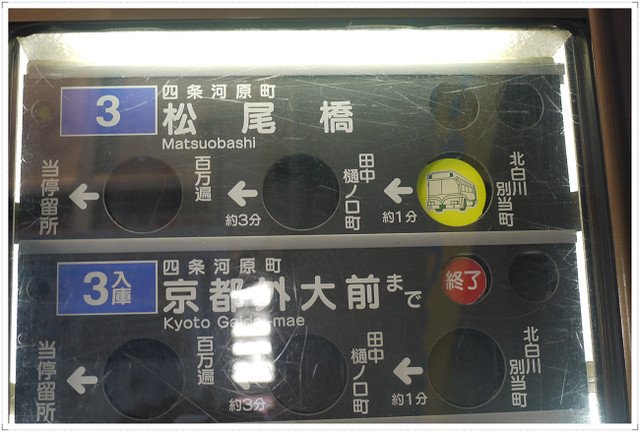 3
四条河原町
松尾橋
Matsuobashi
当停留所
百万遍
約3分
田中
樋ノ口町
約1分
北白川
別当町
3入庫
四条河原町
京都外大前まで
Kyoto Gaidai-mae
終了
当停留所
百万遍
約3分
田中
樋ノ口町
約1分
北白川
別当町